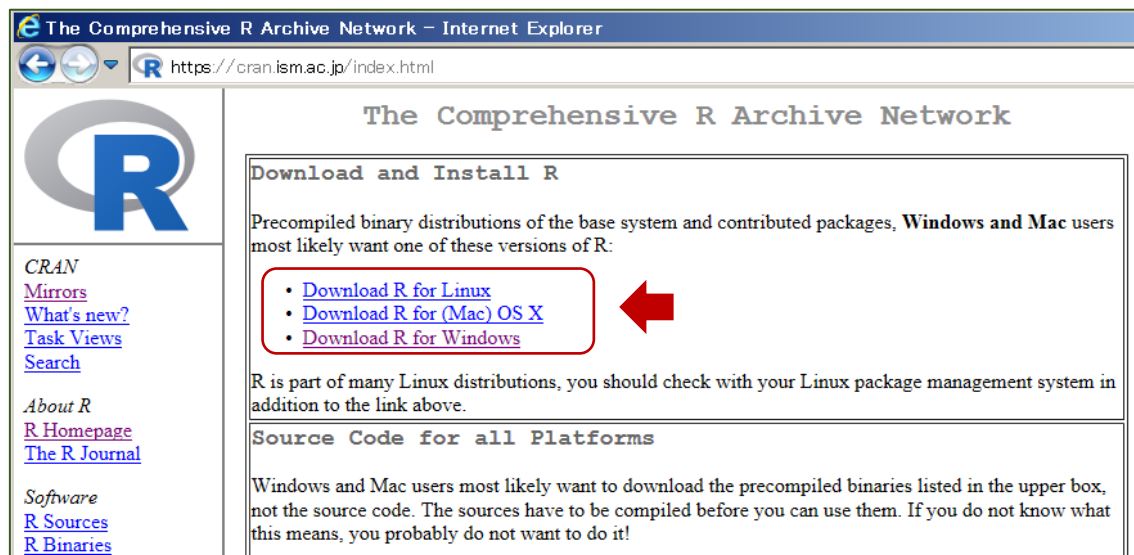 The Comprehensive R Archive Network - Internet Explorer
https://cran.ism.ac.jp/index.html
R
CRAN
Mirrors
What's new?
Task Views
Search
About R
R Homepage
The R Journal
Software
R Sources
R Binaries
The Comprehensive R Archive Network
Download and Install R
Precompiled binary distributions of the base system and contributed packages, Windows and Mac users
most likely want one of these versions of R:
• Download R for Linux
• Download R for (Mac) OS X
• Download R for Windows
R is part of many Linux distributions, you should check with your Linux package management system in
addition to the link above.
Source Code for all Platforms
Windows and Mac users most likely want to download the precompiled binaries listed in the upper box,
not the source code. The sources have to be compiled before you can use them. If you do not know what
this means, you probably do not want to do it!